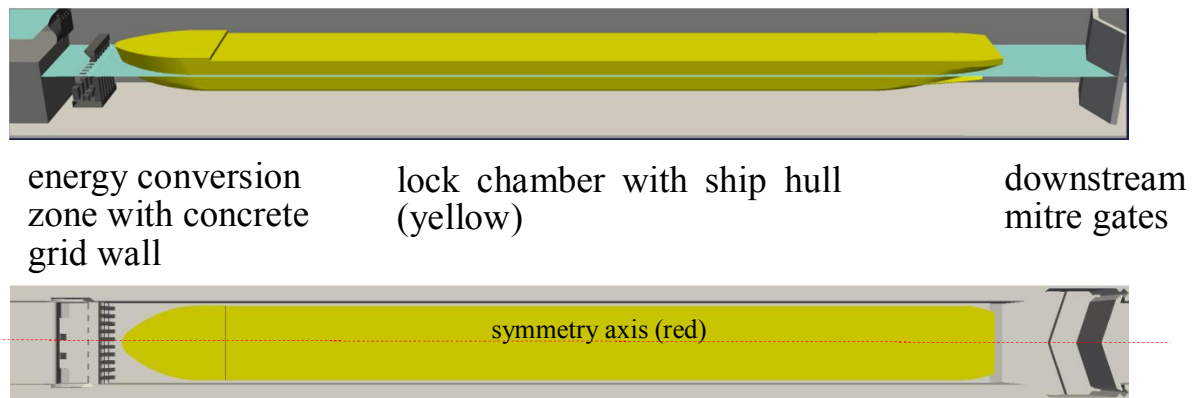 energy conversion
zone with concrete
grid wall
lock chamber with ship hull
(yellow)
downstream
mitre gates
symmetry axis (red)